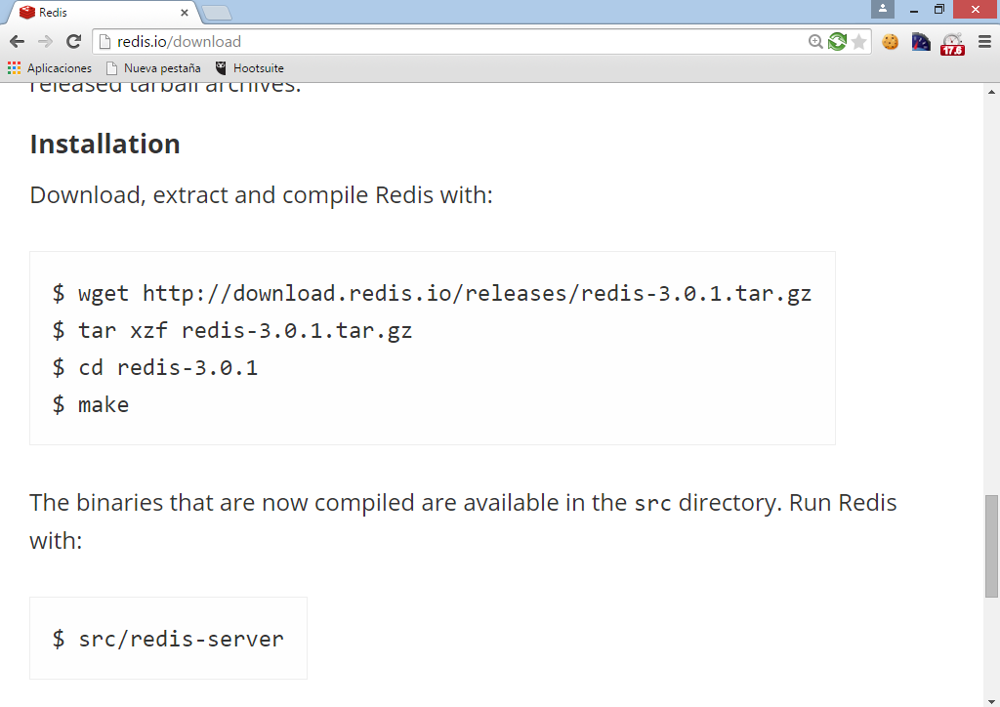 Redis
redis.io/download
17.8
Aplicaciones
Nueva pestaña
Hootsuite
released tarball archives.
Installation
Download, extract and compile Redis with:
$ wget http://download.redis.io/releases/redis-3.0.1.tar.gz
$ tar xzf redis-3.0.1.tar.gz
$ cd redis-3.0.1
$ make
The binaries that are now compiled are available in the src directory. Run Redis
with:
$ src/redis-server